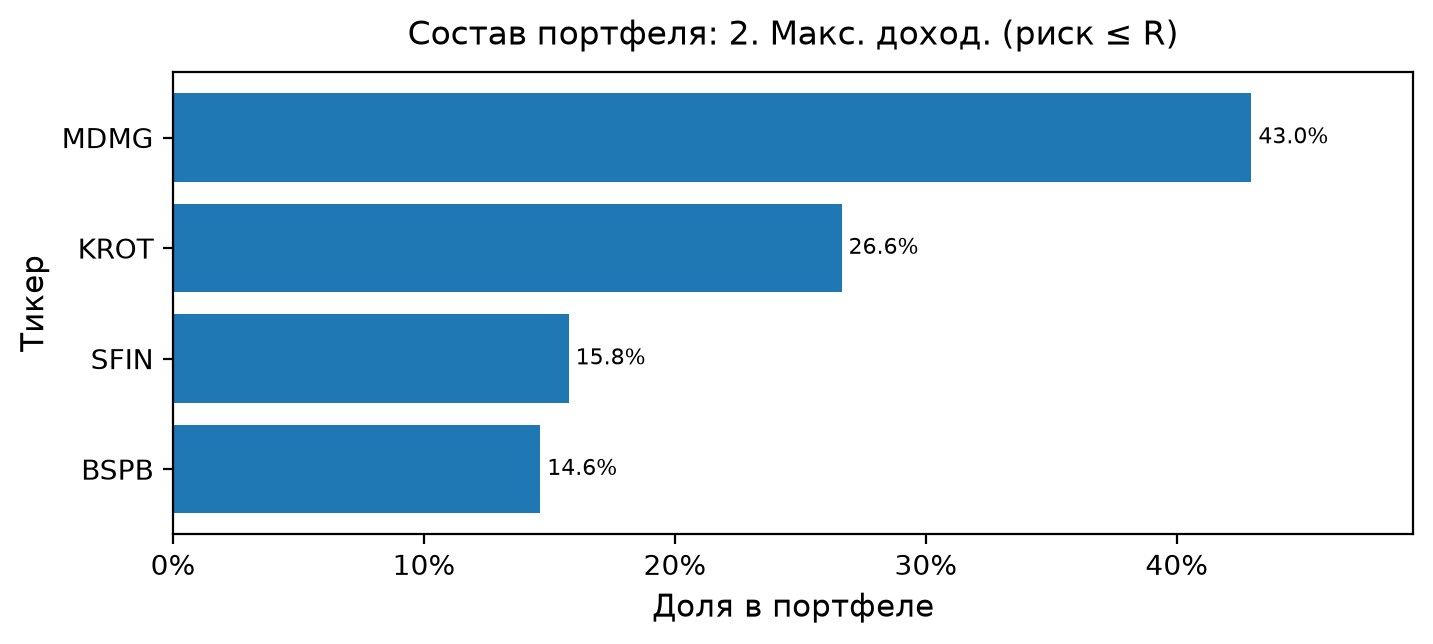 Состав портфеля: 2. Макс. доход. (риск ≤ R)
Тикер
MDMG 43.0%
KROT 26.6%
SFIN 15.8%
BSPB 14.6%
0% 10% 20% 30% 40%
Доля в портфеле